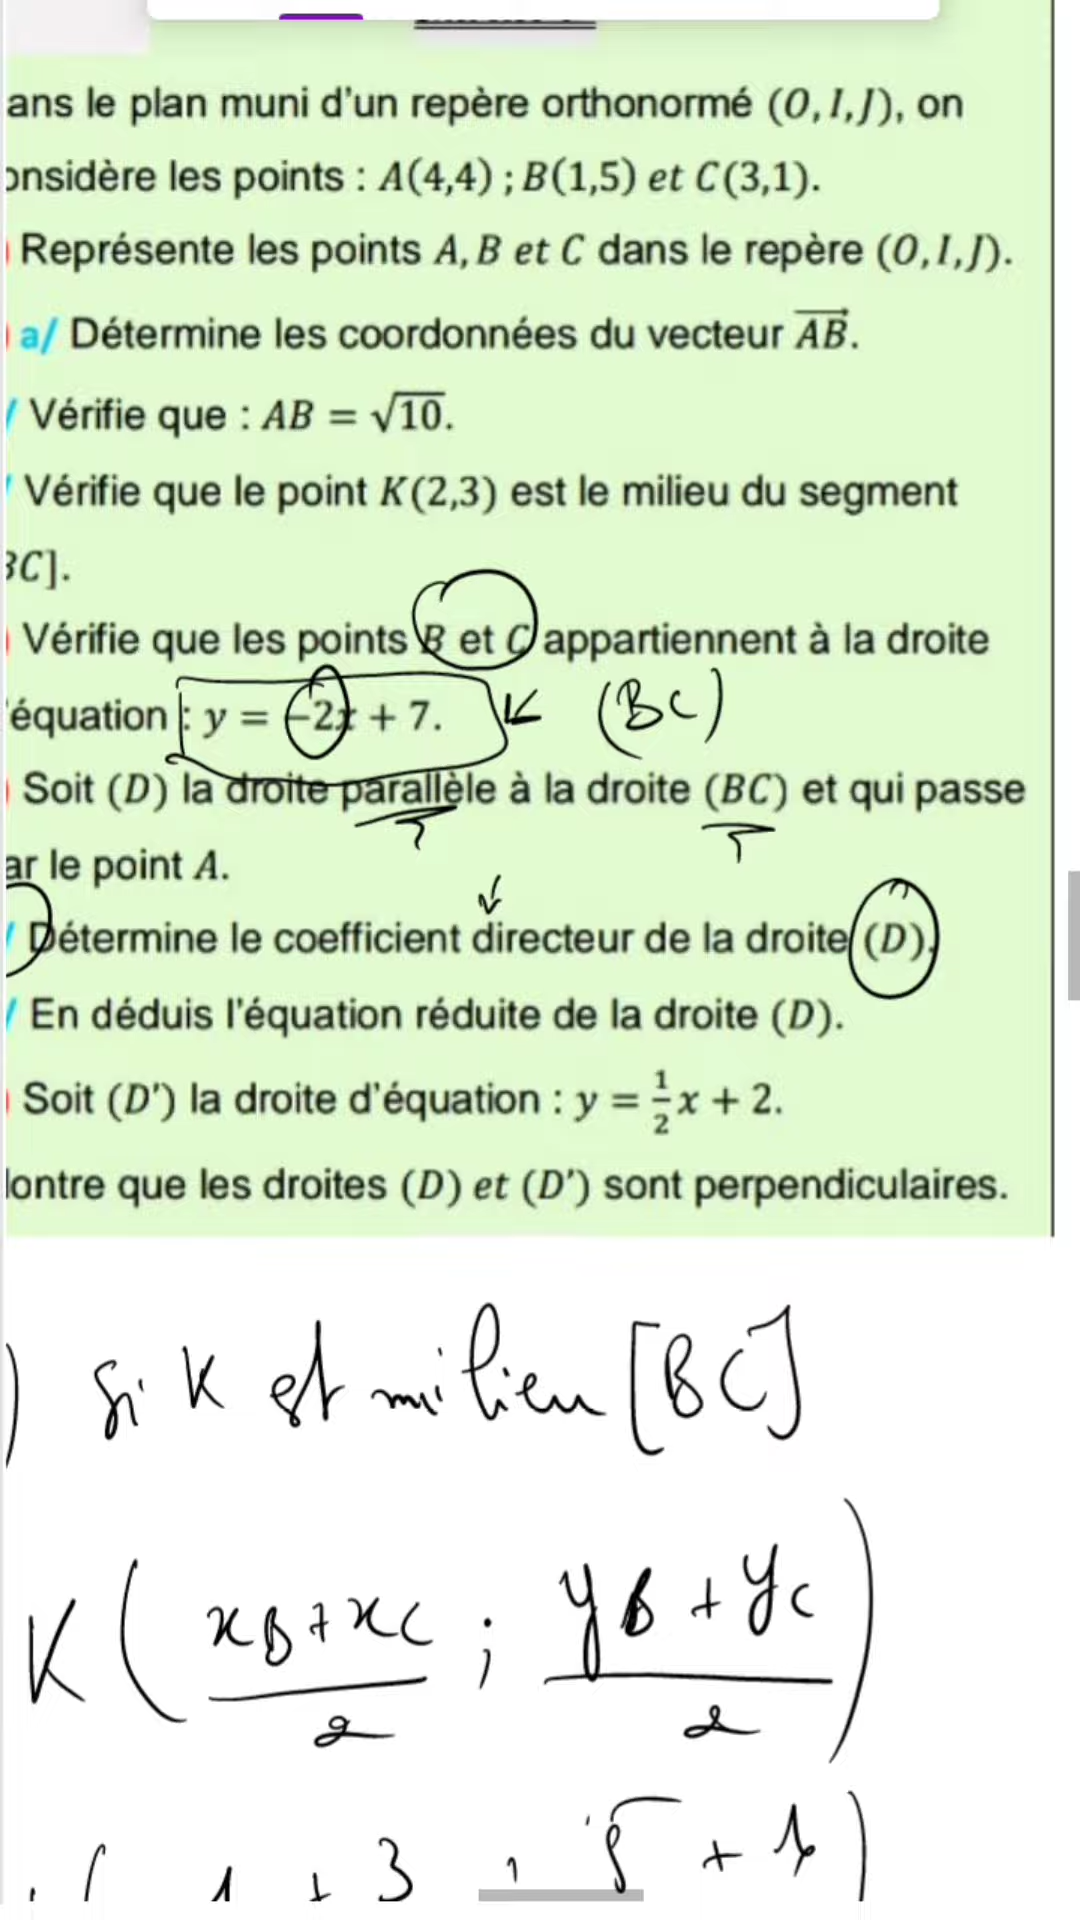 ans le plan muni d'un repère orthonormé (O, I, J), on
onsidère les points : A(4,4) ; B(1,5) et C(3,1).
Représente les points A, B et C dans le repère (O, I, J).
a/ Détermine les coordonnées du vecteur AB.
/ Vérifie que : AB = √10.
Vérifie que le point K(2,3) est le milieu du segment
BC].
Vérifie que les points B et C appartiennent à la droite
'équation : y = −2x + 7. K (BC)
Soit (D) la droite parallèle à la droite (BC) et qui passe
ar le point A.
/ Détermine le coefficient directeur de la droite (D).
/ En déduis l'équation réduite de la droite (D).
Soit (D') la droite d'équation : y = 1/2 x + 2.
lontre que les droites (D) et (D') sont perpendiculaires.
) Si K est milieu [BC]
K ( xB + xC / 2 ; yB + yC / 2 )
( 1 + 3 ; 5 + 1 )